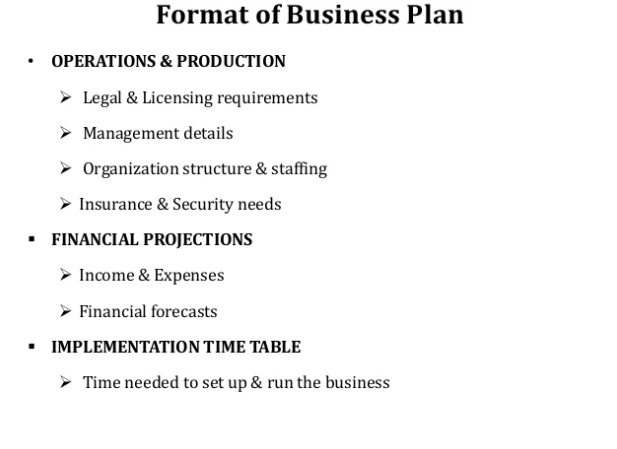 Format of Business Plan
• OPERATIONS & PRODUCTION
➢ Legal & Licensing requirements
➢ Management details
➢ Organization structure & staffing
➢ Insurance & Security needs
▪ FINANCIAL PROJECTIONS
➢ Income & Expenses
➢ Financial forecasts
▪ IMPLEMENTATION TIME TABLE
➢ Time needed to set up & run the business